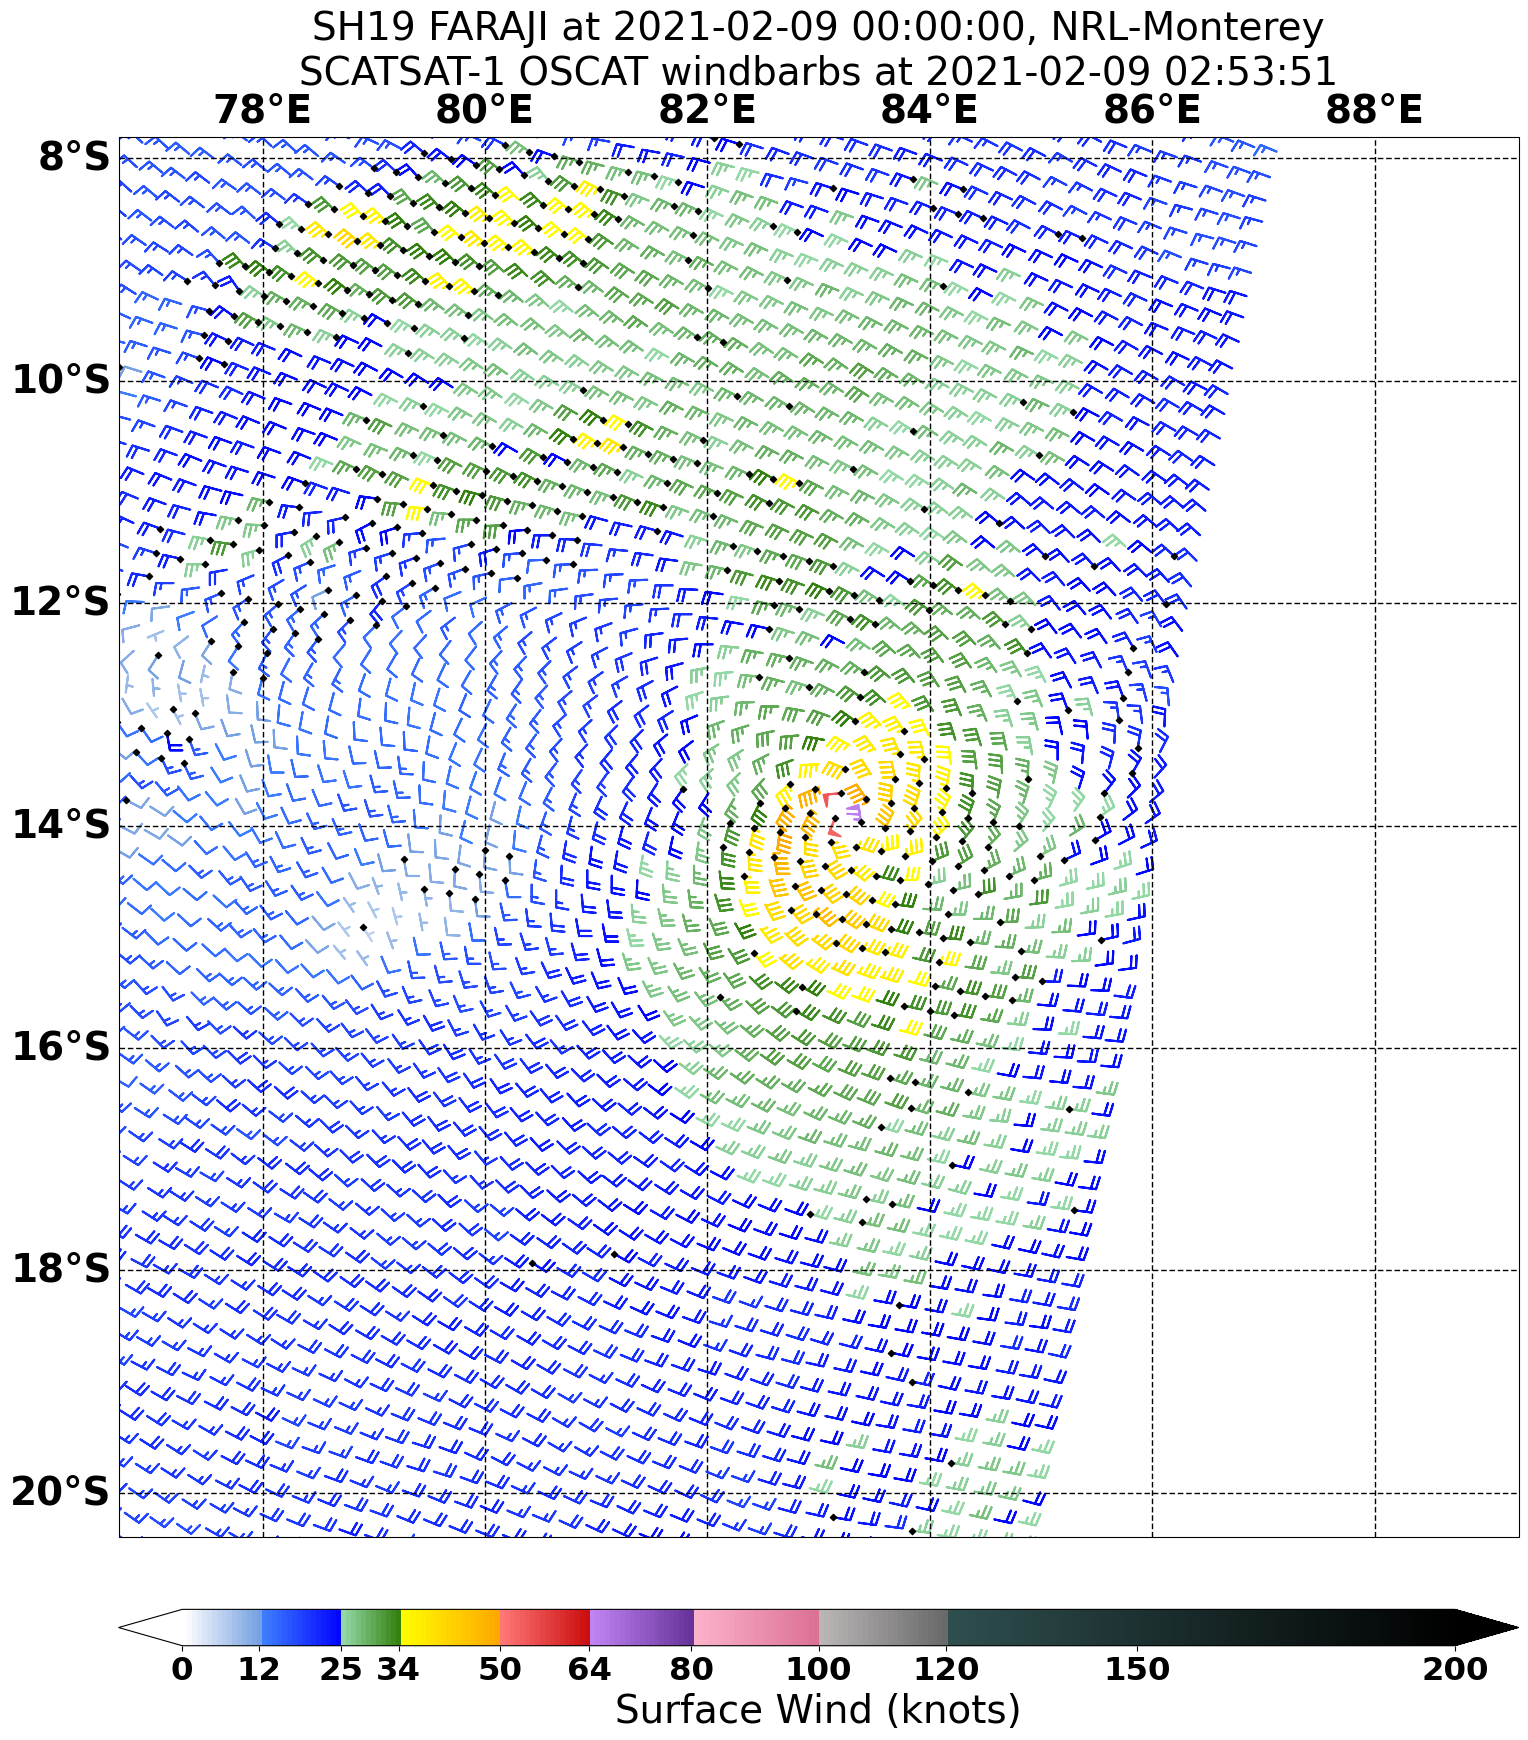 SH19 FARAJI at 2021-02-09 00:00:00, NRL-Monterey
SCATSAT-1 OSCAT windbarbs at 2021-02-09 02:53:51
78°E 80°E 82°E 84°E 86°E 88°E
8°S
10°S
12°S
14°S
16°S
18°S
20°S
0 12 25 34 50 64 80 100 120 150 200
Surface Wind (knots)